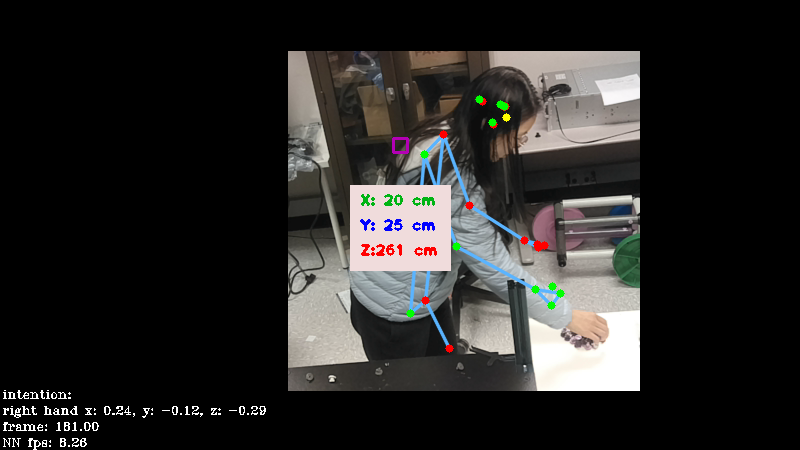 X: 20 cm
Y: 25 cm
Z:261 cm
intention:
right hand x: 0.24, y: -0.12, z: -0.29
frame: 181.00
NN fps: 8.26